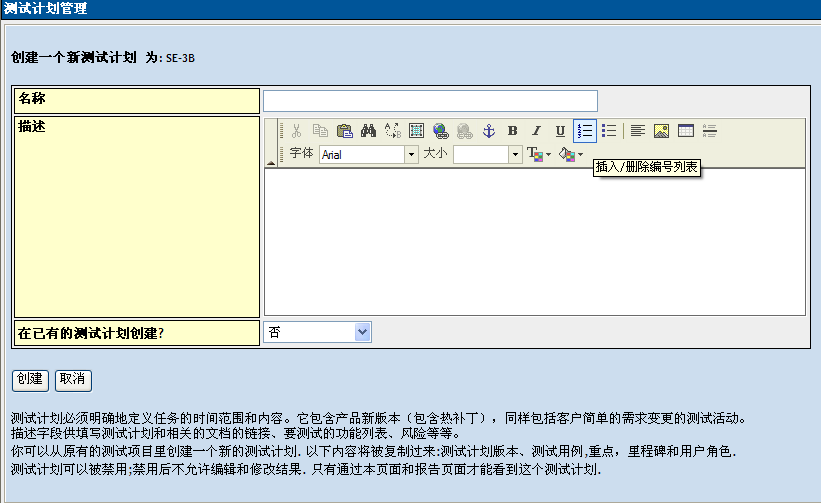 测试计划管理
创建一个新测试计划 为: SE-3B
名称
描述
B I U
字体 Arial 大小
插入/删除编号列表
在已有的测试计划创建? 否
创建 取消
测试计划必须明确地定义任务的时间范围和内容。它包含产品新版本（包含热补丁），同样包括客户简单的需求变更的测试活动。
描述字段供填写测试计划和相关的文档的链接、要测试的功能列表、风险等等。
你可以从原有的测试项目里创建一个新的测试计划. 以下内容将被复制过来:测试计划版本、测试用例,重点，里程碑和用户角色.
测试计划可以被禁用;禁用后不允许编辑和修改结果. 只有通过本页面和报告页面才能看到这个测试计划.